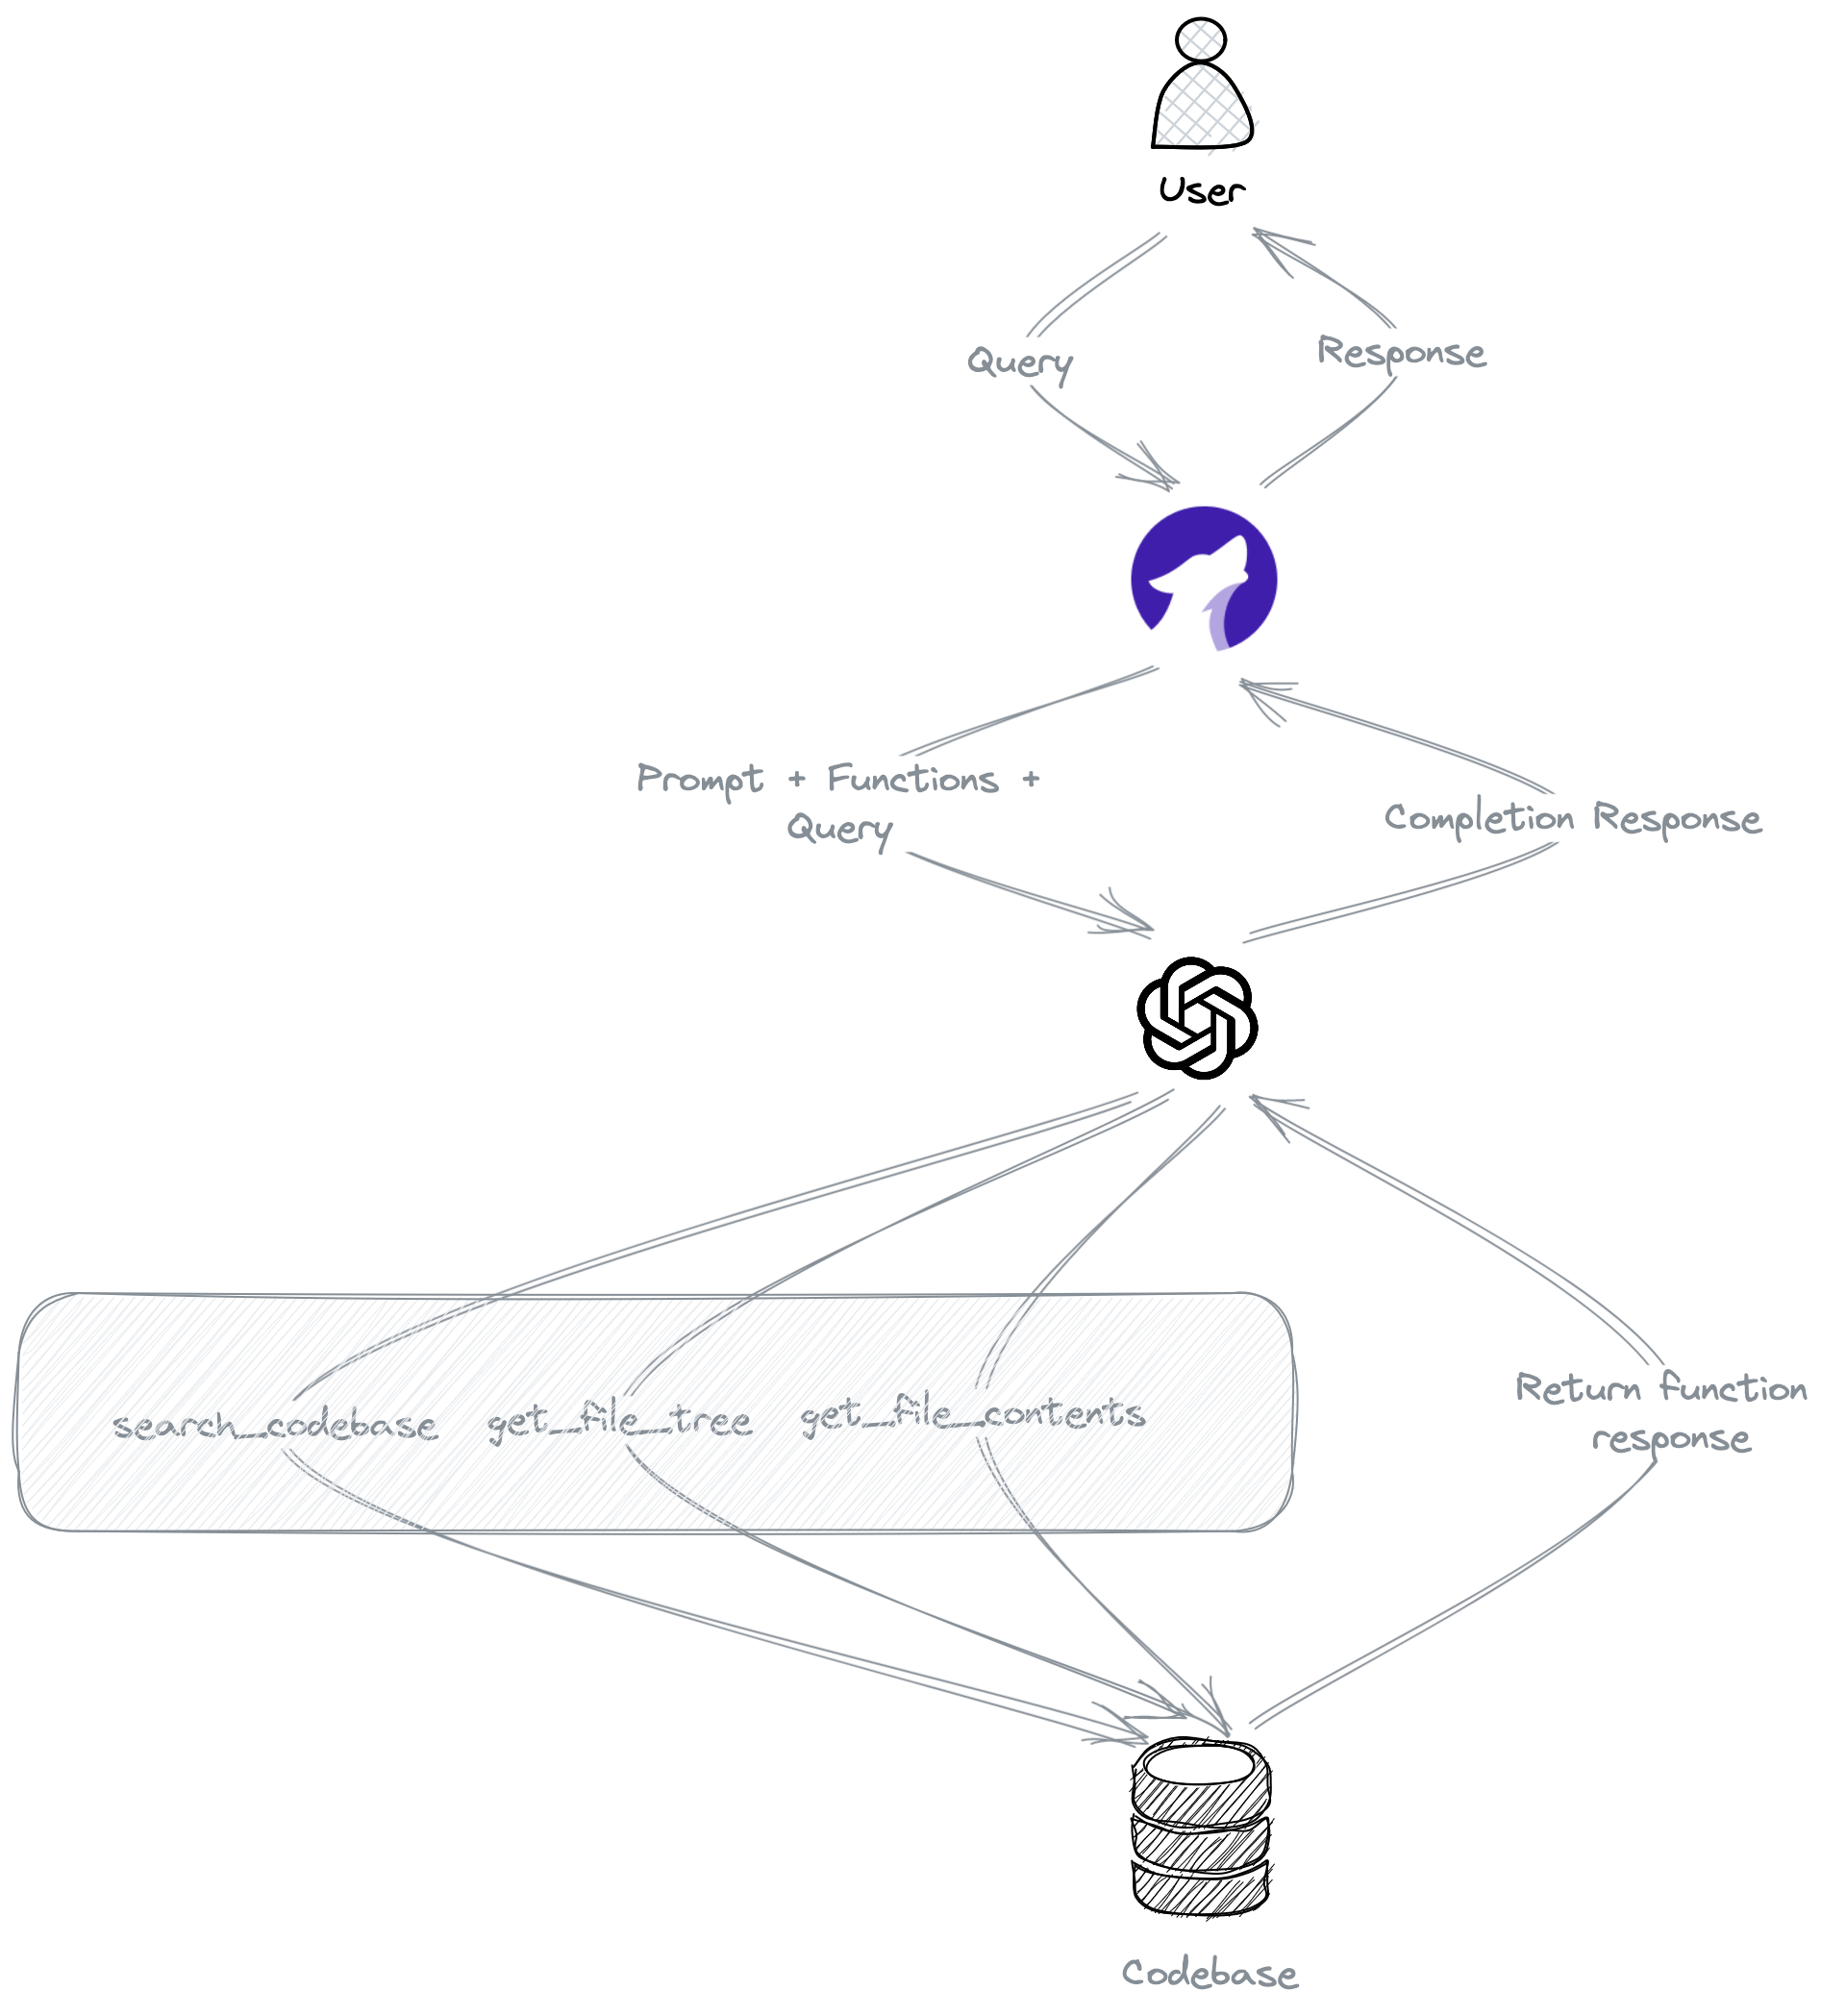 User
Query
Response
Prompt + Functions +
Query
Completion Response
search_codebase
get_file_tree
get_file_contents
Return function
response
Codebase